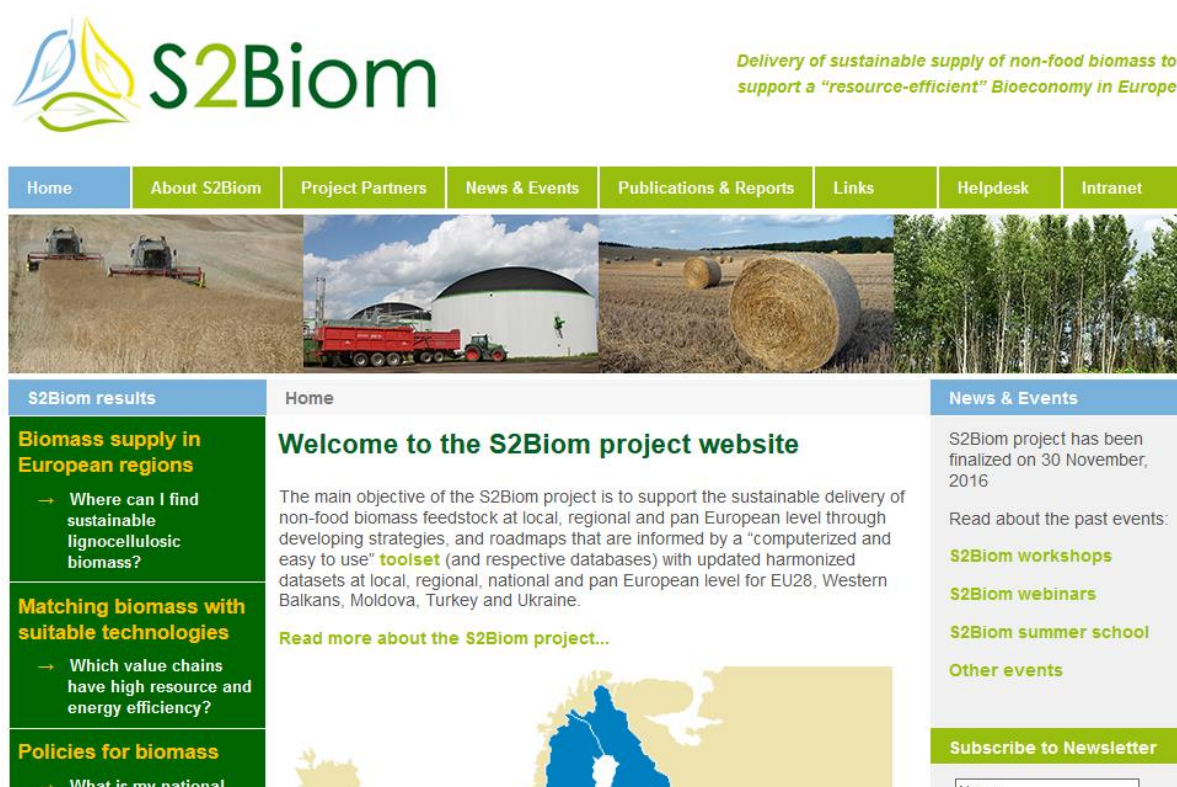 S2Biom
Delivery of sustainable supply of non-food biomass to
support a “resource-efficient” Bioeconomy in Europe
Home
About S2Biom
Project Partners
News & Events
Publications & Reports
Links
Helpdesk
Intranet
S2Biom results
Biomass supply in
European regions
→ Where can I find
sustainable
lignocellulosic
biomass?
Matching biomass with
suitable technologies
→ Which value chains
have high resource and
energy efficiency?
Policies for biomass
→ What is my national
Home
Welcome to the S2Biom project website
The main objective of the S2Biom project is to support the sustainable delivery of
non-food biomass feedstock at local, regional and pan European level through
developing strategies, and roadmaps that are informed by a “computerized and
easy to use” toolset (and respective databases) with updated harmonized
datasets at local, regional, national and pan European level for EU28, Western
Balkans, Moldova, Turkey and Ukraine.
Read more about the S2Biom project...
News & Events
S2Biom project has been
finalized on 30 November,
2016
Read about the past events:
S2Biom workshops
S2Biom webinars
S2Biom summer school
Other events
Subscribe to Newsletter